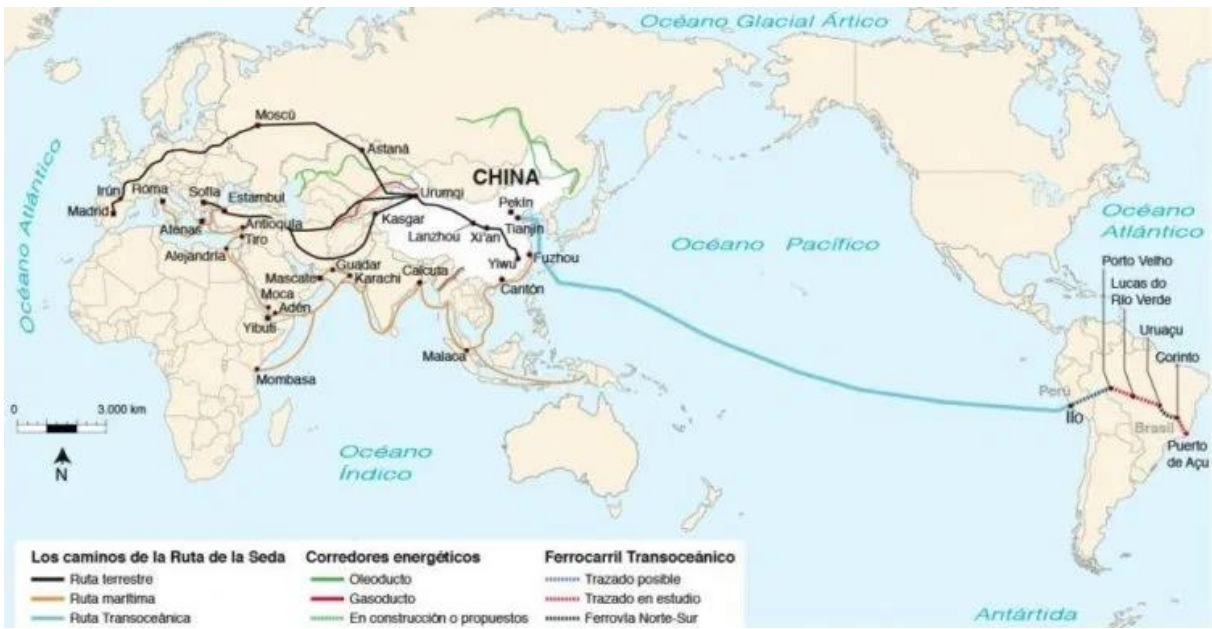 Océano Glacial Ártico
Océano Atlántico
Moscú
Astaná
CHINA
Irún
Roma
Sofía
Estambul
Urumqi
Pekín
Madrid
Atenas
Antioquía
Kasgar
Tianjin
Océano Pacífico
Océano
Atlántico
Tiro
Lanzhou
Xi'an
Alejandría
Guadar
Yiwu
Fuzhou
Porto Velho
Mascate
Karachi
Calcuta
Cantón
Lucas do
Río Verde
Moca
Adén
Uruaçu
Yibuti
Malaca
Corinto
Mombasa
Perú
Ilo
0 3.000 km
Brasil
Puerto
de Açu
N
Océano
Índico
Los caminos de la Ruta de la Seda
Ruta terrestre
Ruta marítima
Ruta Transoceánica
Corredores energéticos
Oleoducto
Gasoducto
En construcción o propuestos
Ferrocarril Transoceánico
Trazado posible
Trazado en estudio
Ferrovía Norte-Sur
Antártida